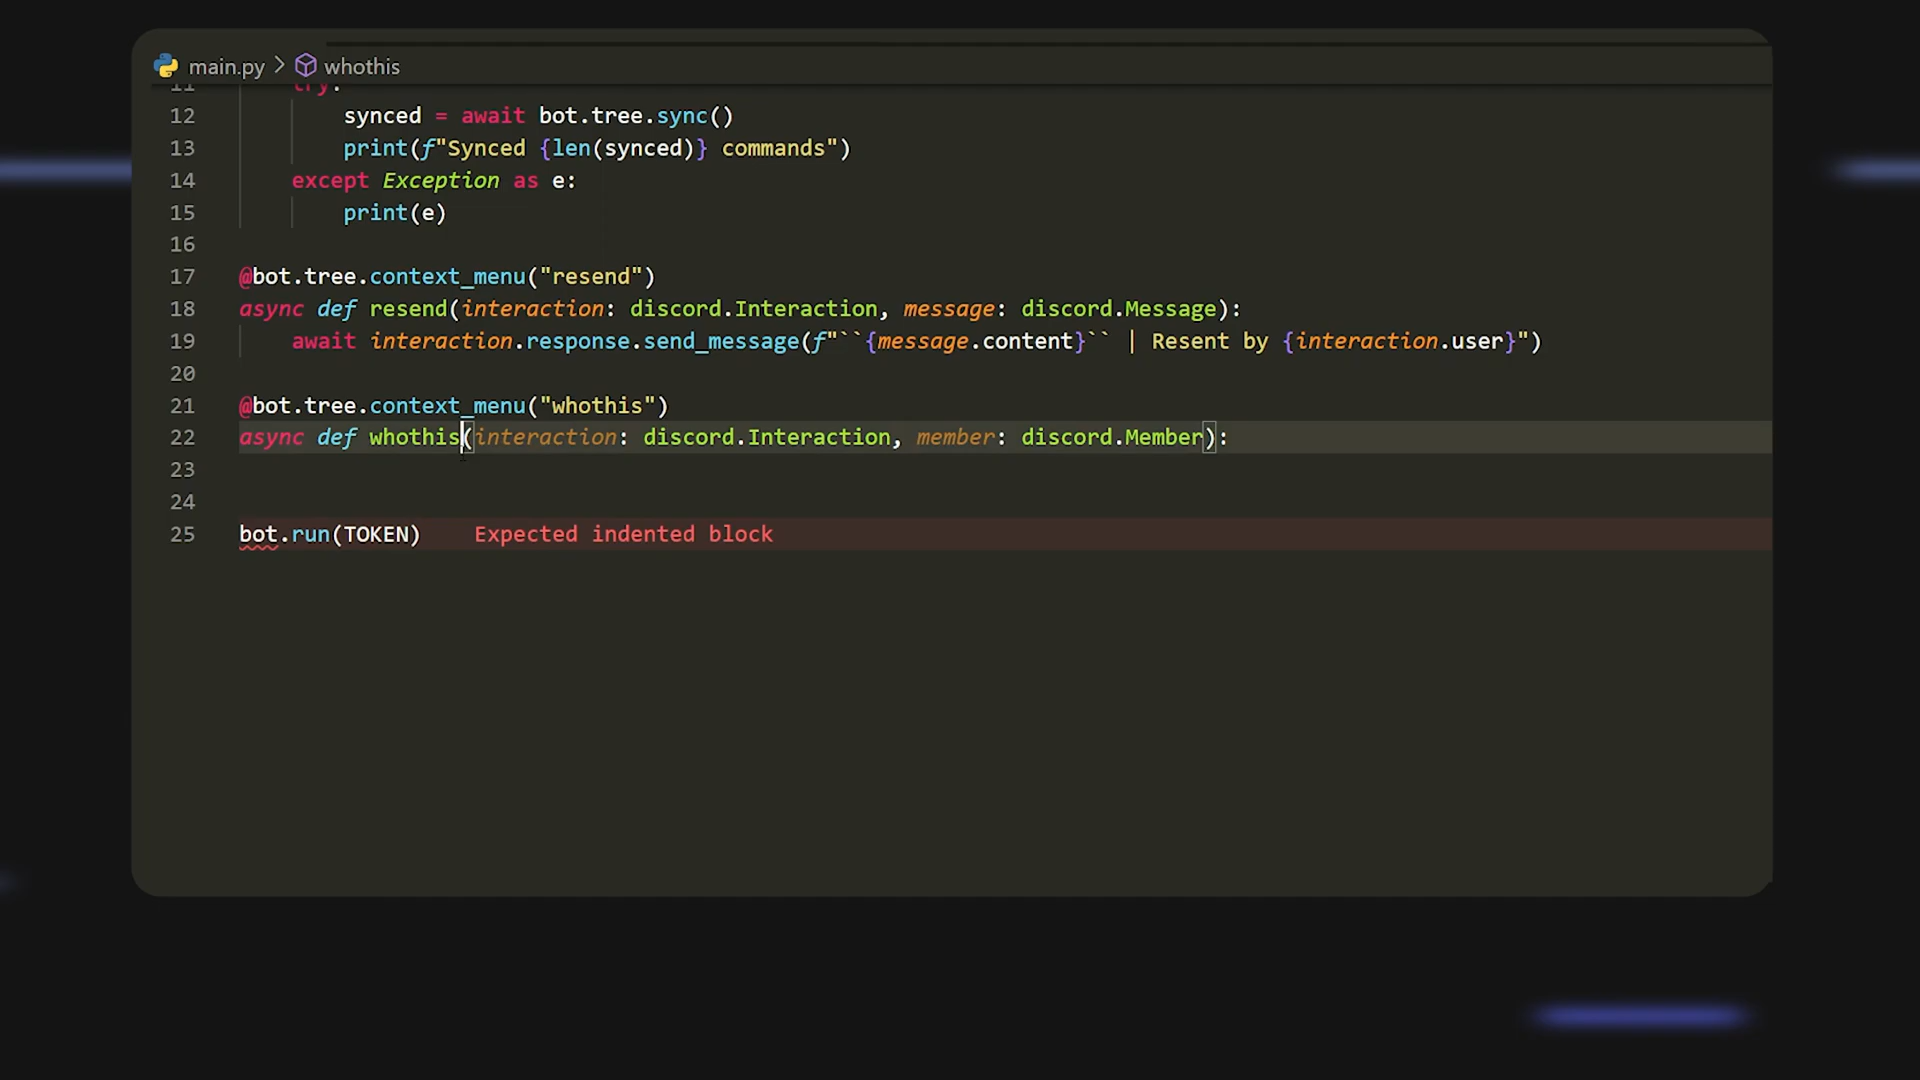 main.py > whothis
11 try:
12 synced = await bot.tree.sync()
13 print(f"Synced {len(synced)} commands")
14 except Exception as e:
15 print(e)
16
17 @bot.tree.context_menu("resend")
18 async def resend(interaction: discord.Interaction, message: discord.Message):
19 await interaction.response.send_message(f"``{message.content}`` | Resent by {interaction.user}")
20
21 @bot.tree.context_menu("whothis")
22 async def whothis(interaction: discord.Interaction, member: discord.Member):
23
24
25 bot.run(TOKEN) Expected indented block